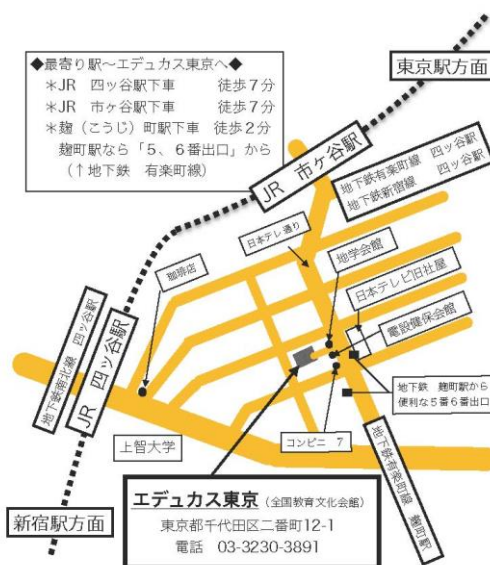 ◆最寄り駅～エデュカス東京へ◆
＊JR 四ッ谷駅下車 徒歩7分
＊JR 市ヶ谷駅下車 徒歩7分
＊麹（こうじ）町駅下車 徒歩2分
麹町駅なら「5、6番出口」から
（↑地下鉄 有楽町線）
東京駅方面
JR 市ヶ谷駅
地下鉄有楽町線 四ッ谷駅
地下鉄新宿線 四ッ谷駅
日本テレ通り
地学会館
珈琲店
日本テレビ旧社屋
電設健保会館
地下鉄南北線 四ッ谷駅
JR 四ッ谷駅
地下鉄 麹町駅から
便利な5番6番出口
上智大学
コンビニ 7
地下鉄有楽町線 麹町駅
エデュカス東京（全国教育文化会館）
東京都千代田区二番町12-1
電話 03-3230-3891
新宿駅方面